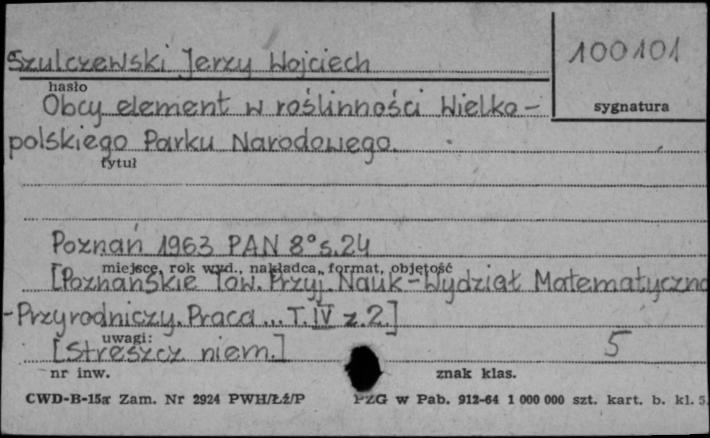 Szulczewski Jerzy Wojciech
100101
hasło
Obcy element w roślinności Wielko-
sygnatura
polskiego Parku Narodowego.
tytuł
Poznań 1963 PAN 8° s. 24
miejsce, rok wyd., nakładca, format, objętość
[Poznańskie Tow. Przyj. Nauk - Wydział Matematyczno
-Przyrodniczy. Praca ... T. IV z. 2.]
uwagi:
[Streszcz niem.] 5
nr inw. znak klas.
CWD-B-15a Zam. Nr 2924 PWH/Łź/P PZG w Pab. 912-64 1 000 000 szt. kart. b. kl. 5.